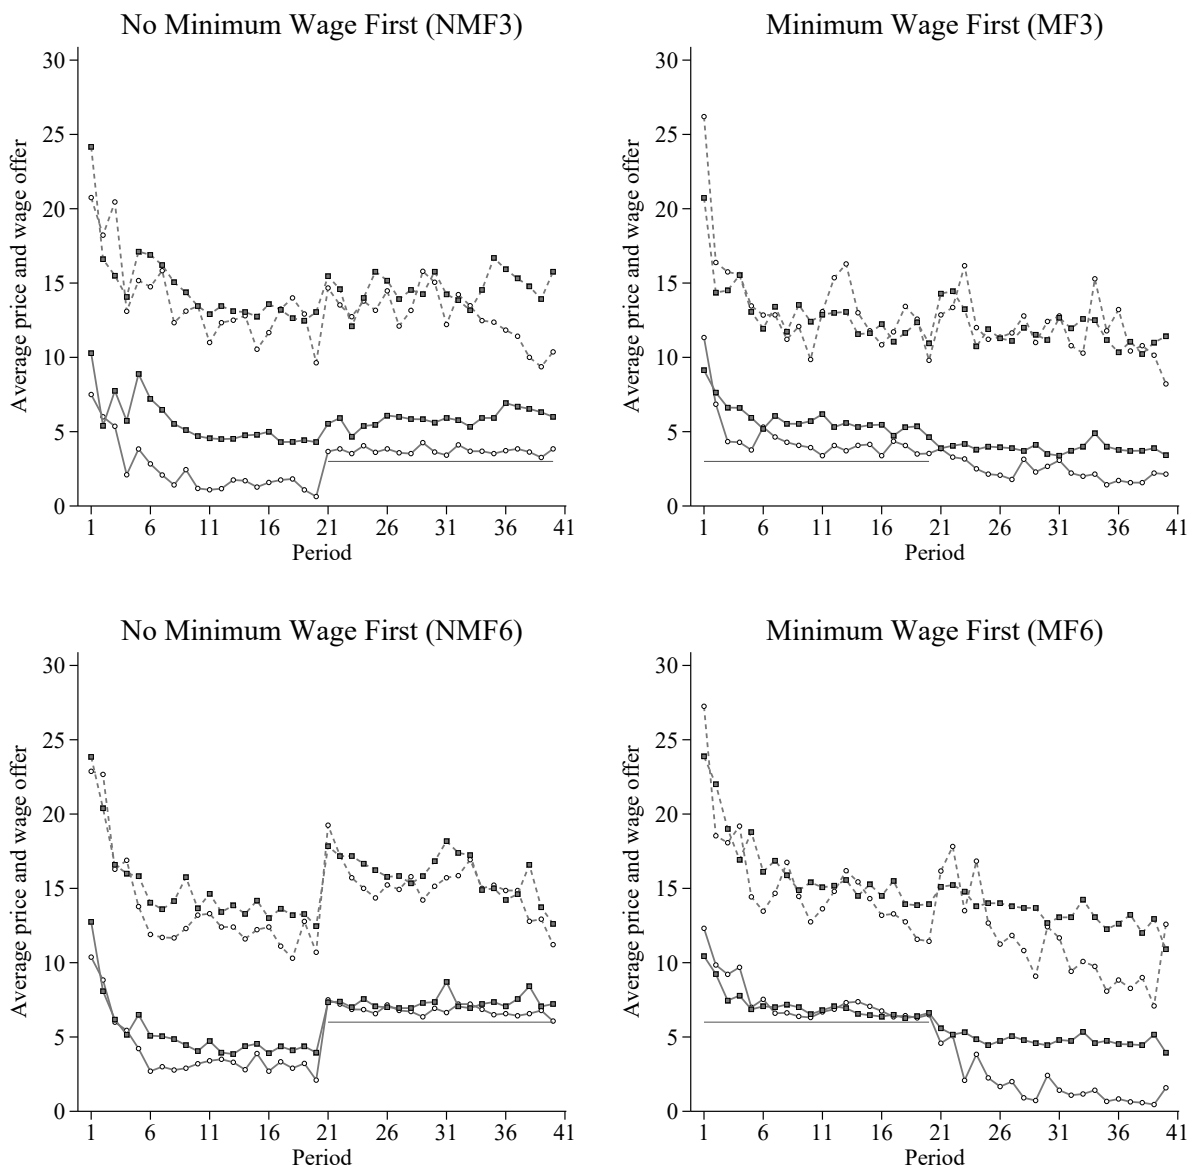 No Minimum Wage First (NMF3)
Average price and wage offer
30
25
20
15
10
5
0
1 6 11 16 21 26 31 36 41
Period
Minimum Wage First (MF3)
Average price and wage offer
30
25
20
15
10
5
0
1 6 11 16 21 26 31 36 41
Period
No Minimum Wage First (NMF6)
Average price and wage offer
30
25
20
15
10
5
0
1 6 11 16 21 26 31 36 41
Period
Minimum Wage First (MF6)
Average price and wage offer
30
25
20
15
10
5
0
1 6 11 16 21 26 31 36 41
Period